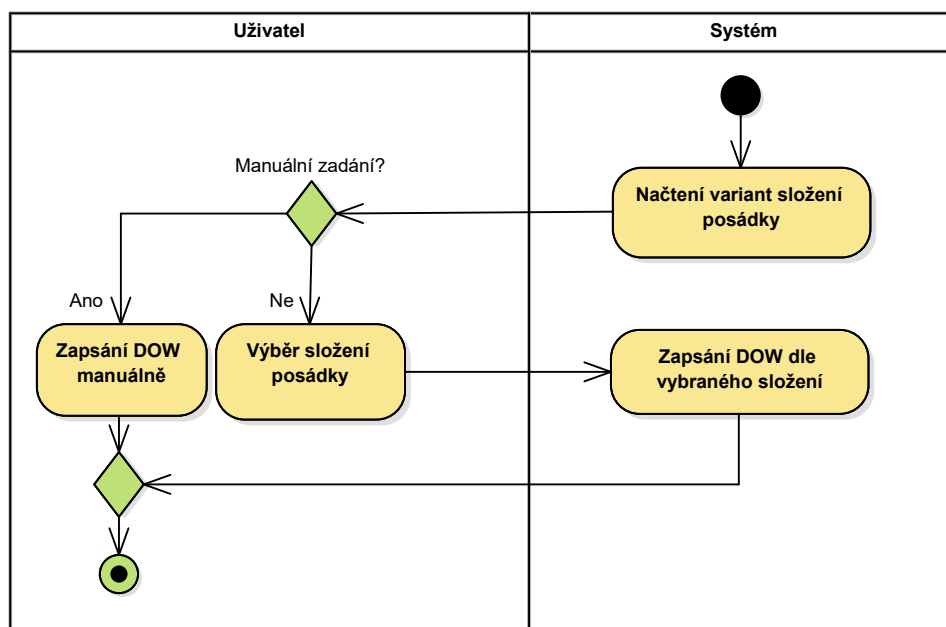 Uživatel
Systém
Manuální zadání?
Načtení variant složení
posádky
Ano
Ne
Zapsání DOW
manuálně
Výběr složení
posádky
Zapsání DOW dle
vybraného složení